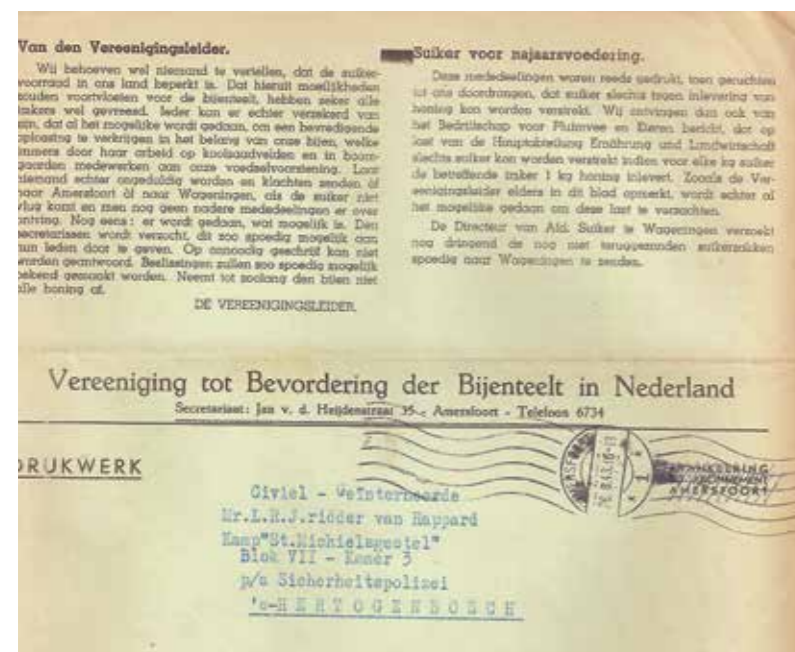 Van den Vereenigingsleider.
Wij behoeven wel niemand te vertellen, dat de suiker-
voorraad in ons land beperkt is. Dat hieruit moeilijkheden
zouden voortvloeien voor de bijenteelt, hebben zeker alle
imkers wel gevreesd. Ieder kan er echter verzekerd van
zijn, dat al het mogelijke wordt gedaan, om een bevredigende
oplossing te verkrijgen in het belang van onze bijen, welke
immers door haar arbeid op koolzaadvelden en in boom-
gaarden medewerken aan onze voedselvoorziening. Laat
niemand echter ongeduldig worden en klachten zenden òf
naar Amersfoort òf naar Wageningen, als de suiker niet
vlug komt en men nog geen nadere mededeelingen er over
ontving. Nog eens: er wordt gedaan, wat mogelijk is. Den
secretarissen wordt verzocht, dit zoo spoedig mogelijk aan
hun leden door te geven. Op onnoodig geschrijf kan niet
worden geantwoord. Beslissingen zullen zoo spoedig mogelijk
bekend gemaakt worden. Neemt tot zoolang den bijen niet
alle honing af.
DE VEREENIGINGSLEIDER.
Suiker voor najaarsvoedering.
Deze mededeelingen waren reeds gedrukt, toen geruchten
tot ons doordrongen, dat suiker slechts tegen inlevering van
honing kon worden verstrekt. Wij ontvingen dan ook van
het Bedrijfschap voor Pluimvee en Eieren bericht, dat op
last van de Hauptabteilung Ernährung und Landwirtschaft
slechts suiker kon worden verstrekt indien voor elke kg suiker
de betreffende imker 1 kg honing inlevert. Zooals de Ver-
eenigingsleider elders in dit blad opmerkt, wordt echter al
het mogelijke gedaan om deze last te verzachten.
De Directeur van Afd. Suiker te Wageningen verzoekt
nog dringend de nog niet teruggezonden suikerzakken
spoedig naar Wageningen te zenden.
Vereeniging tot Bevordering der Bijenteelt in Nederland
Secretariaat: Jan v. d. Heijdenstraat 35 - Amersfoort - Telefoon 6734
DRUKWERK
AMERSFOORT
1
FRANKEERING
BIJ ABONNEMENT
AMERSFOORT
Civiel - Geïnterneerde
Mr.L.R.J.ridder van Rappard
Kamp"St.Michielsgestel"
Blok VII - Kamer 3
p/a Sicherheitspolizei
's-HERTOGENBOSCH